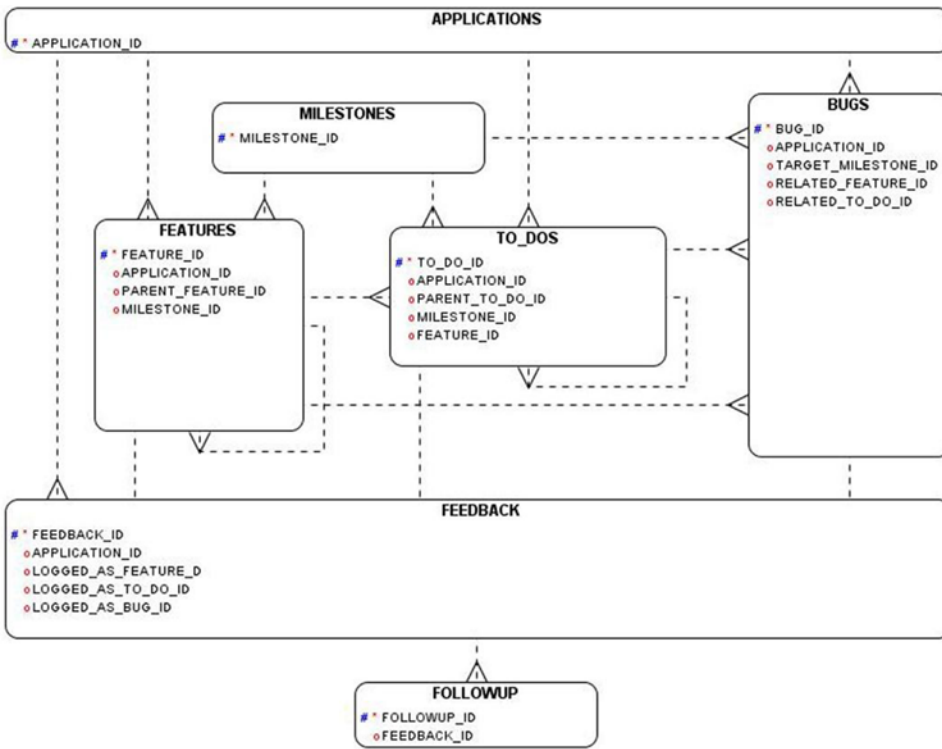 APPLICATIONS
# * APPLICATION_ID
MILESTONES
# * MILESTONE_ID
BUGS
# * BUG_ID
o APPLICATION_ID
o TARGET_MILESTONE_ID
o RELATED_FEATURE_ID
o RELATED_TO_DO_ID
FEATURES
# * FEATURE_ID
o APPLICATION_ID
o PARENT_FEATURE_ID
o MILESTONE_ID
TO_DOS
# * TO_DO_ID
o APPLICATION_ID
o PARENT_TO_DO_ID
o MILESTONE_ID
o FEATURE_ID
FEEDBACK
# * FEEDBACK_ID
o APPLICATION_ID
o LOGGED_AS_FEATURE_D
o LOGGED_AS_TO_DO_ID
o LOGGED_AS_BUG_ID
FOLLOWUP
# * FOLLOWUP_ID
o FEEDBACK_ID